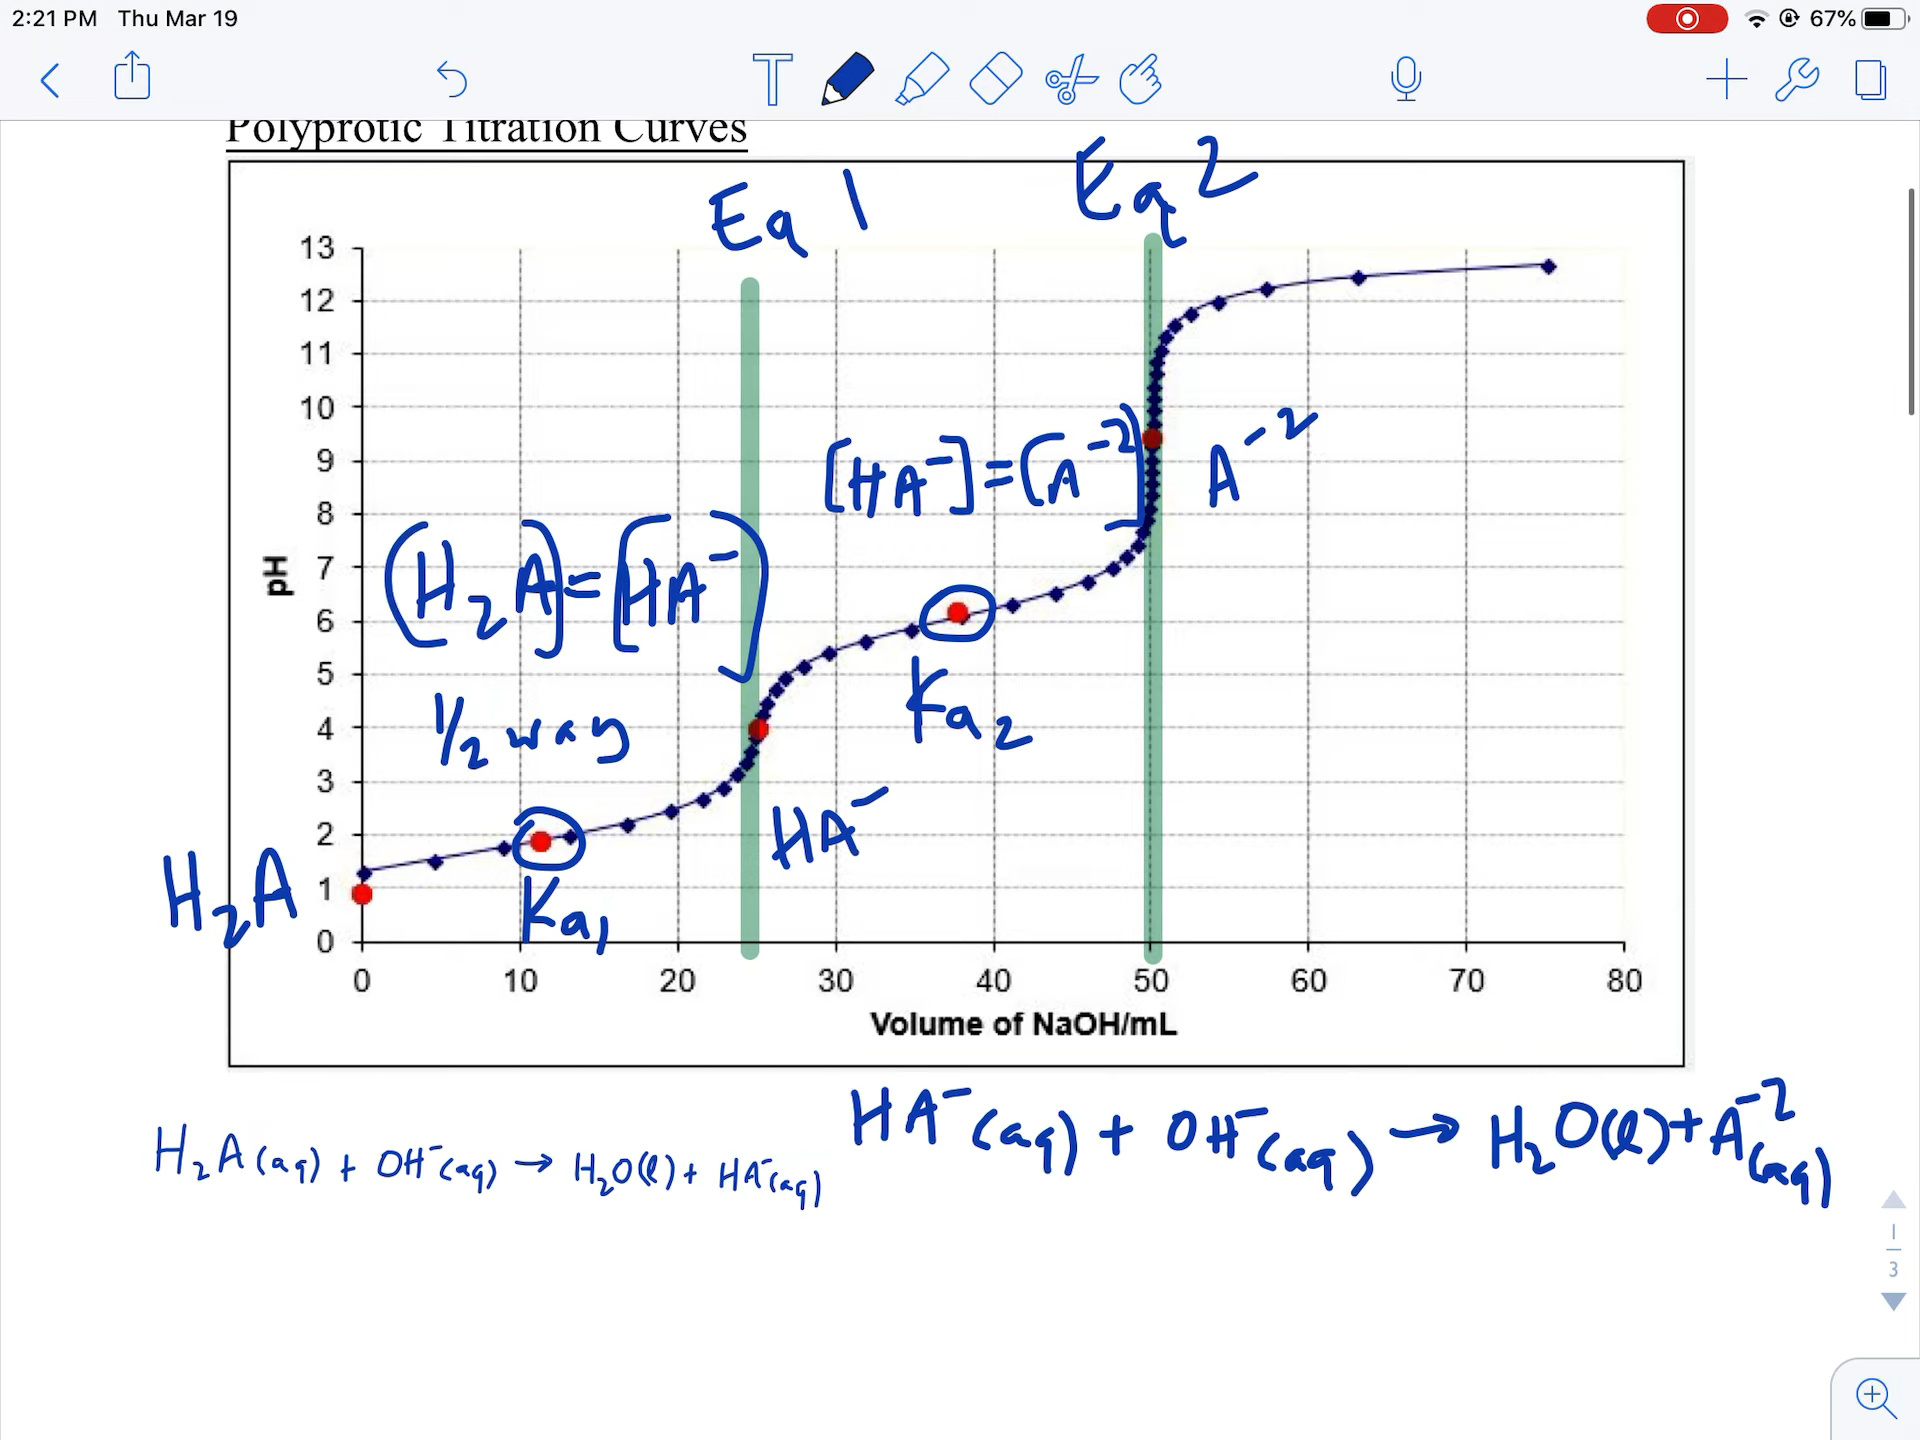 2:21 PM Thu Mar 19
67%
T
Polyprotic Titration Curves
Eq 1
Eq 2
13
12
11
10
9
8
7
6
5
4
3
2
1
0
pH
[HA⁻]=[A⁻²]
A⁻²
[H₂A]=[HA⁻]
1/2 way
Ka₂
HA⁻
H₂A
Ka₁
0 10 20 30 40 50 60 70 80
Volume of NaOH/mL
H₂A(aq) + OH⁻(aq) → H₂O(l) + HA⁻(aq)
HA⁻(aq) + OH⁻(aq) → H₂O(l) + A⁻²(aq)
1
3